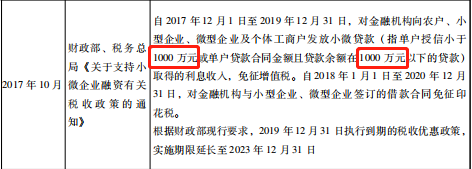 2017 年 10 月
财政部、税务总
局《关于支持小
微企业融资有关
税收政策的通
知》
自 2017 年 12 月 1 日至 2019 年 12 月 31 日，对金融机构向农户、小
型企业、微型企业及个体工商户发放小微贷款（指单户授信小于
1000 万元或单户贷款合同金额且贷款余额在 1000 万元以下的贷款）
取得的利息收入，免征增值税。自 2018 年 1 月 1 日至 2020 年 12 月
31 日，对金融机构与小型企业、微型企业签订的借款合同免征印
花税。
根据财政部现行要求，2019 年 12 月 31 日执行到期的税收优惠政策，
实施期限延长至 2023 年 12 月 31 日